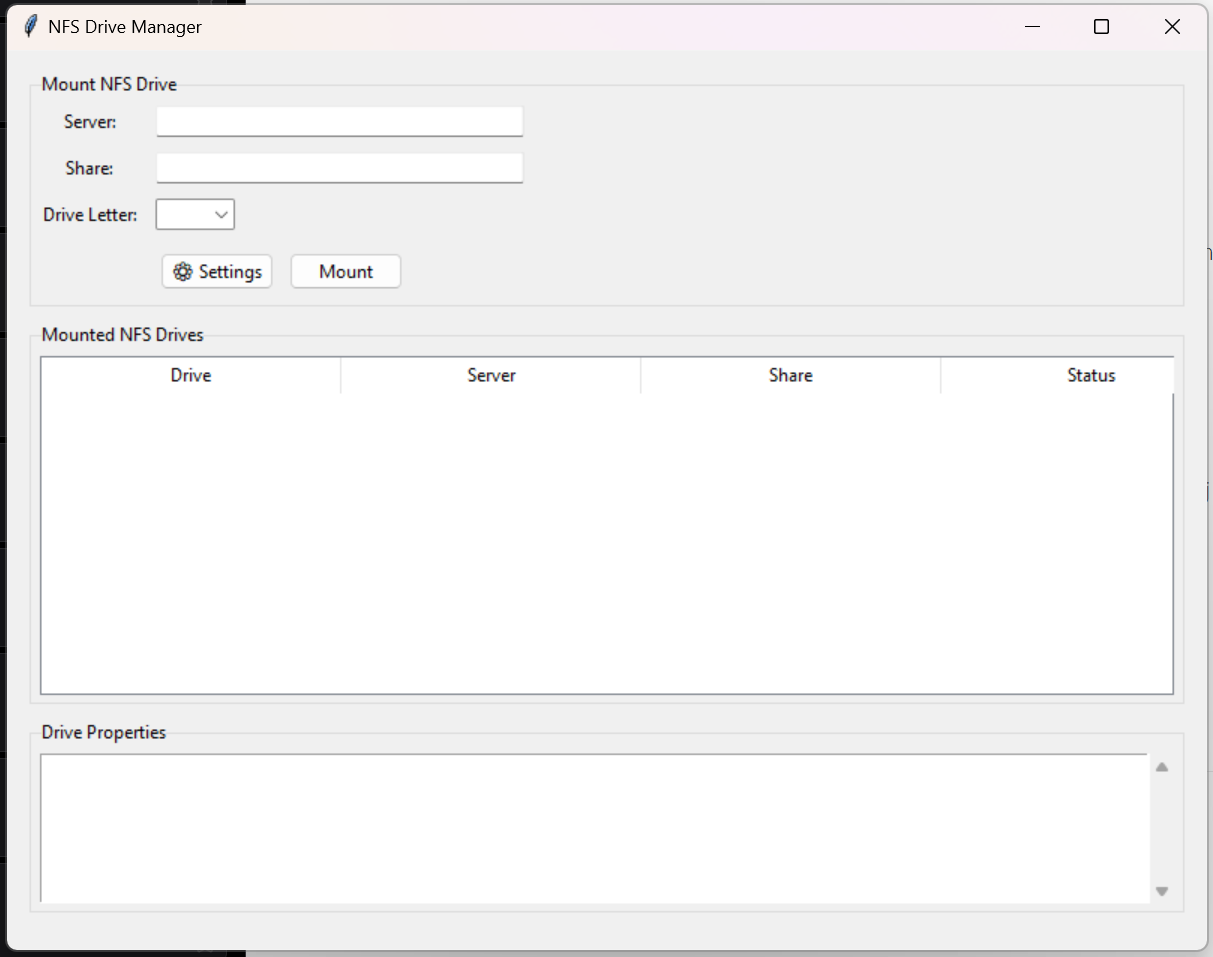 NFS Drive Manager
Mount NFS Drive
Server:
Share:
Drive Letter:
Settings Mount
Mounted NFS Drives
Drive Server Share Status
Drive Properties